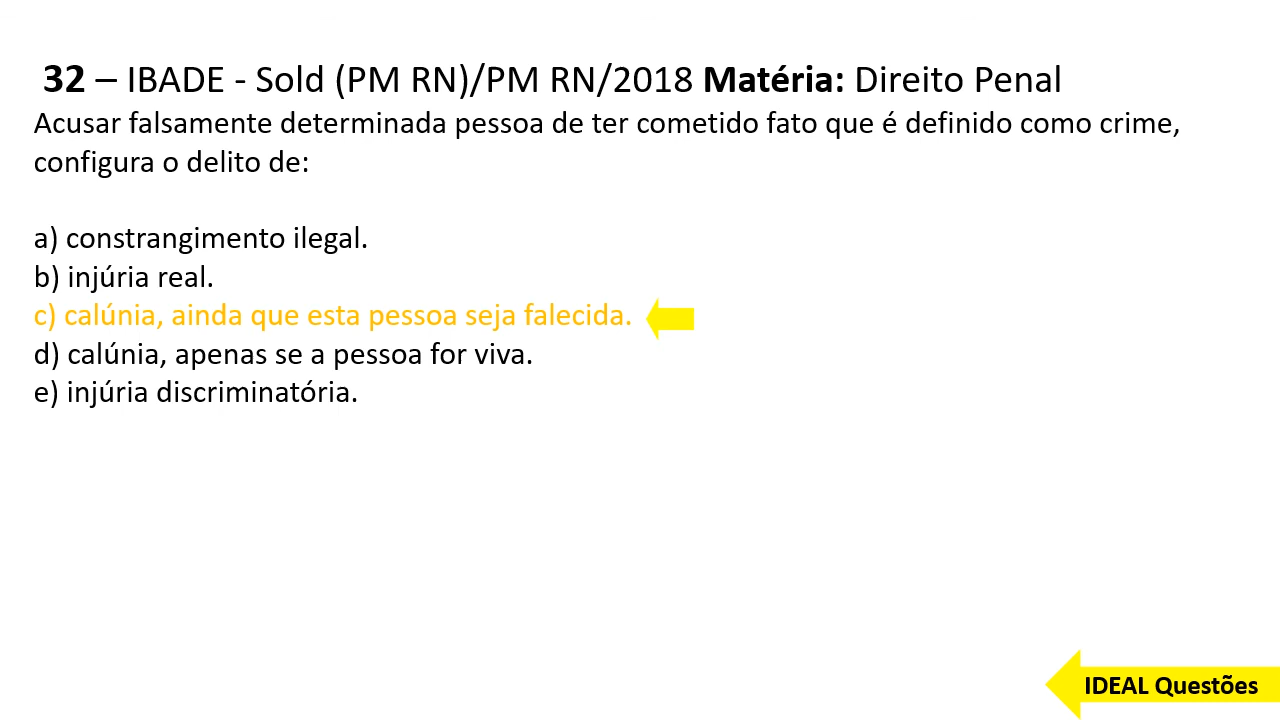 32 – IBADE - Sold (PM RN)/PM RN/2018 Matéria: Direito Penal
Acusar falsamente determinada pessoa de ter cometido fato que é definido como crime,
configura o delito de:
a) constrangimento ilegal.
b) injúria real.
c) calúnia, ainda que esta pessoa seja falecida.
d) calúnia, apenas se a pessoa for viva.
e) injúria discriminatória.
IDEAL Questões